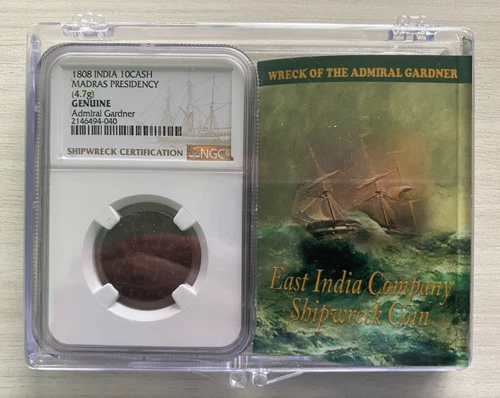 1808 INDIA 10CASH
MADRAS PRESIDENCY
(4.7g)
GENUINE
Admiral Gardner
2146494-040
SHIPWRECK CERTIFICATION NGC
WRECK OF THE ADMIRAL GARDNER
East India Company
Shipwreck Coin